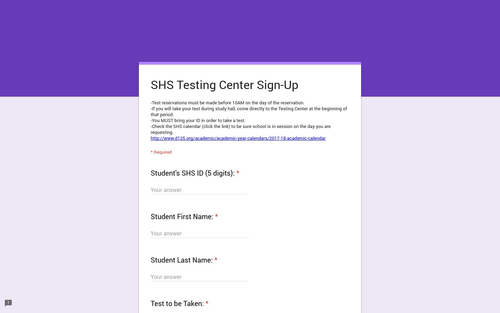 SHS Testing Center Sign-Up
-Test reservations must be made before 10AM on the day of the reservation.
-If you will take your test during study hall, come directly to the Testing Center at the beginning of
that period.
-You MUST bring your ID in order to take a test.
-Check the SHS calendar (click the link) to be sure school is in session on the day you are
requesting.
http://www.d125.org/academic/academic-year-calendars/2017-18-academic-calendar
* Required
Student's SHS ID (5 digits): *
Your answer
Student First Name: *
Your answer
Student Last Name: *
Your answer
Test to be Taken: *